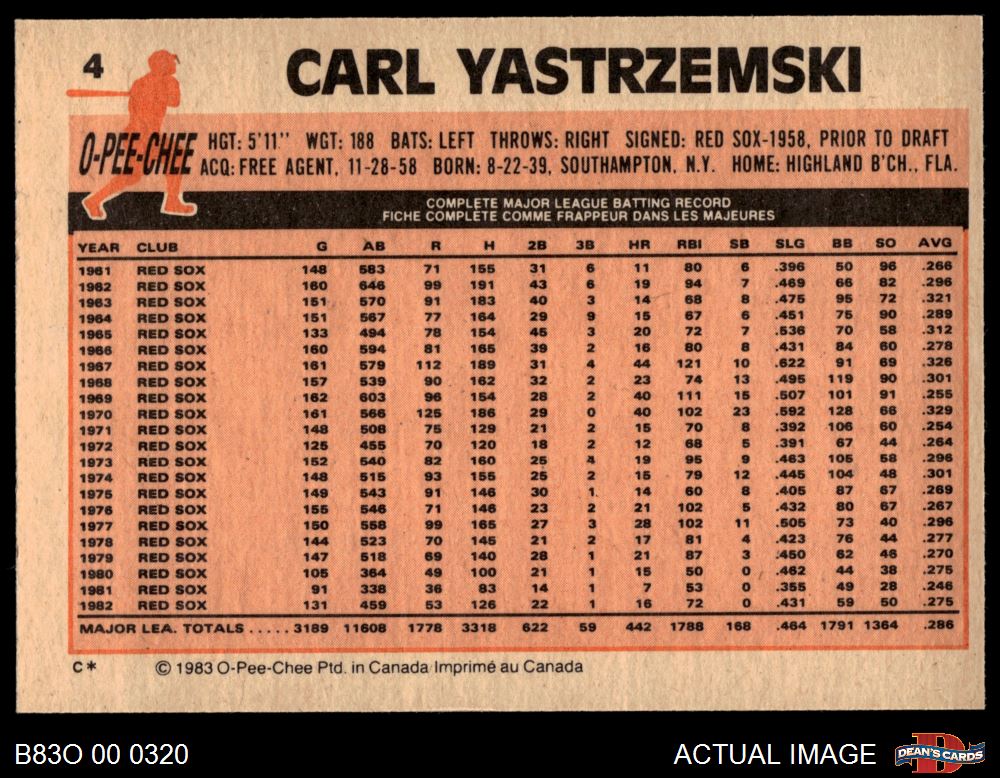 4
CARL YASTRZEMSKI
O-PEE-CHEE
HGT: 5'11" WGT: 188 BATS: LEFT THROWS: RIGHT SIGNED: RED SOX-1958, PRIOR TO DRAFT
ACQ: FREE AGENT, 11-28-58 BORN: 8-22-39, SOUTHAMPTON, N.Y. HOME: HIGHLAND B'CH., FLA.
COMPLETE MAJOR LEAGUE BATTING RECORD
FICHE COMPLÈTE COMME FRAPPEUR DANS LES MAJEURES
YEAR CLUB G AB R H 2B 3B HR RBI SB SLG BB SO AVG
1961 RED SOX 148 583 71 155 31 6 11 80 6 .396 50 96 .266
1962 RED SOX 160 646 99 191 43 6 19 94 7 .469 66 82 .296
1963 RED SOX 151 570 91 183 40 3 14 68 8 .475 95 72 .321
1964 RED SOX 151 567 77 164 29 9 15 67 6 .451 75 90 .289
1965 RED SOX 133 494 78 154 45 3 20 72 7 .536 70 58 .312
1966 RED SOX 160 594 81 165 39 2 16 80 8 .431 84 60 .278
1967 RED SOX 161 579 112 189 31 4 44 121 10 .622 91 69 .326
1968 RED SOX 157 539 90 162 32 2 23 74 13 .495 119 90 .301
1969 RED SOX 162 603 96 154 28 2 40 111 15 .507 101 91 .255
1970 RED SOX 161 566 125 186 29 0 40 102 23 .592 128 66 .329
1971 RED SOX 148 508 75 129 21 2 15 70 8 .392 106 60 .254
1972 RED SOX 125 455 70 120 18 2 12 68 5 .391 67 44 .264
1973 RED SOX 152 540 82 160 25 4 19 95 9 .463 105 58 .296
1974 RED SOX 148 515 93 155 25 2 15 79 12 .445 104 48 .301
1975 RED SOX 149 543 91 146 30 1 14 60 8 .405 87 67 .269
1976 RED SOX 155 546 71 146 23 2 21 102 5 .432 80 67 .267
1977 RED SOX 150 558 99 165 27 3 28 102 11 .505 73 40 .296
1978 RED SOX 144 523 70 145 21 2 17 81 4 .423 76 44 .277
1979 RED SOX 147 518 69 140 28 1 21 87 3 .450 62 46 .270
1980 RED SOX 105 364 49 100 21 1 15 50 0 .462 44 38 .275
1981 RED SOX 91 338 36 83 14 1 7 53 0 .355 49 28 .246
1982 RED SOX 131 459 53 126 22 1 16 72 0 .431 59 50 .275
MAJOR LEA. TOTALS ..... 3189 11608 1778 3318 622 59 442 1788 168 .464 1791 1364 .286
C* © 1983 O-Pee-Chee Ptd. in Canada Imprimé au Canada
B83O 00 0320 ACTUAL IMAGE DEAN'S CARDS